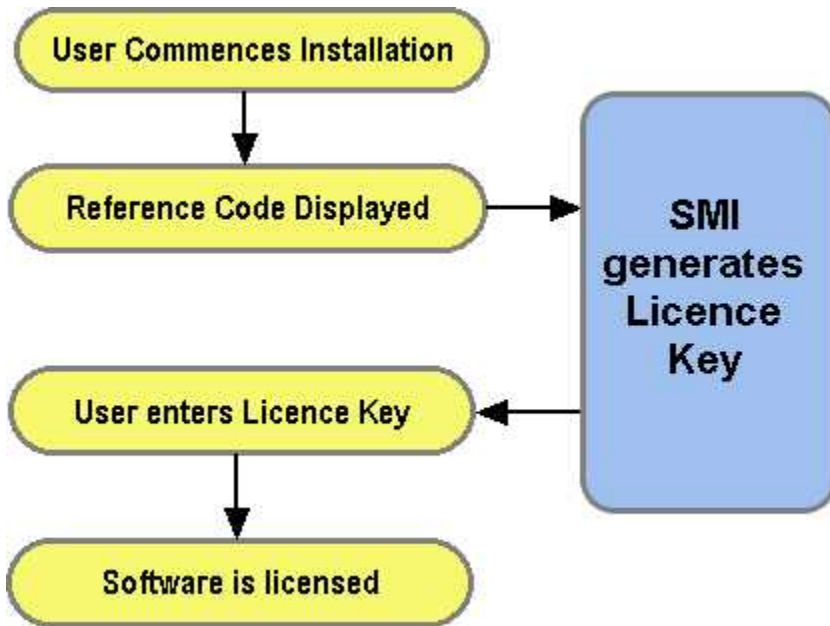 User Commences Installation
Reference Code Displayed
SMI
generates
Licence
Key
User enters Licence Key
Software is licensed